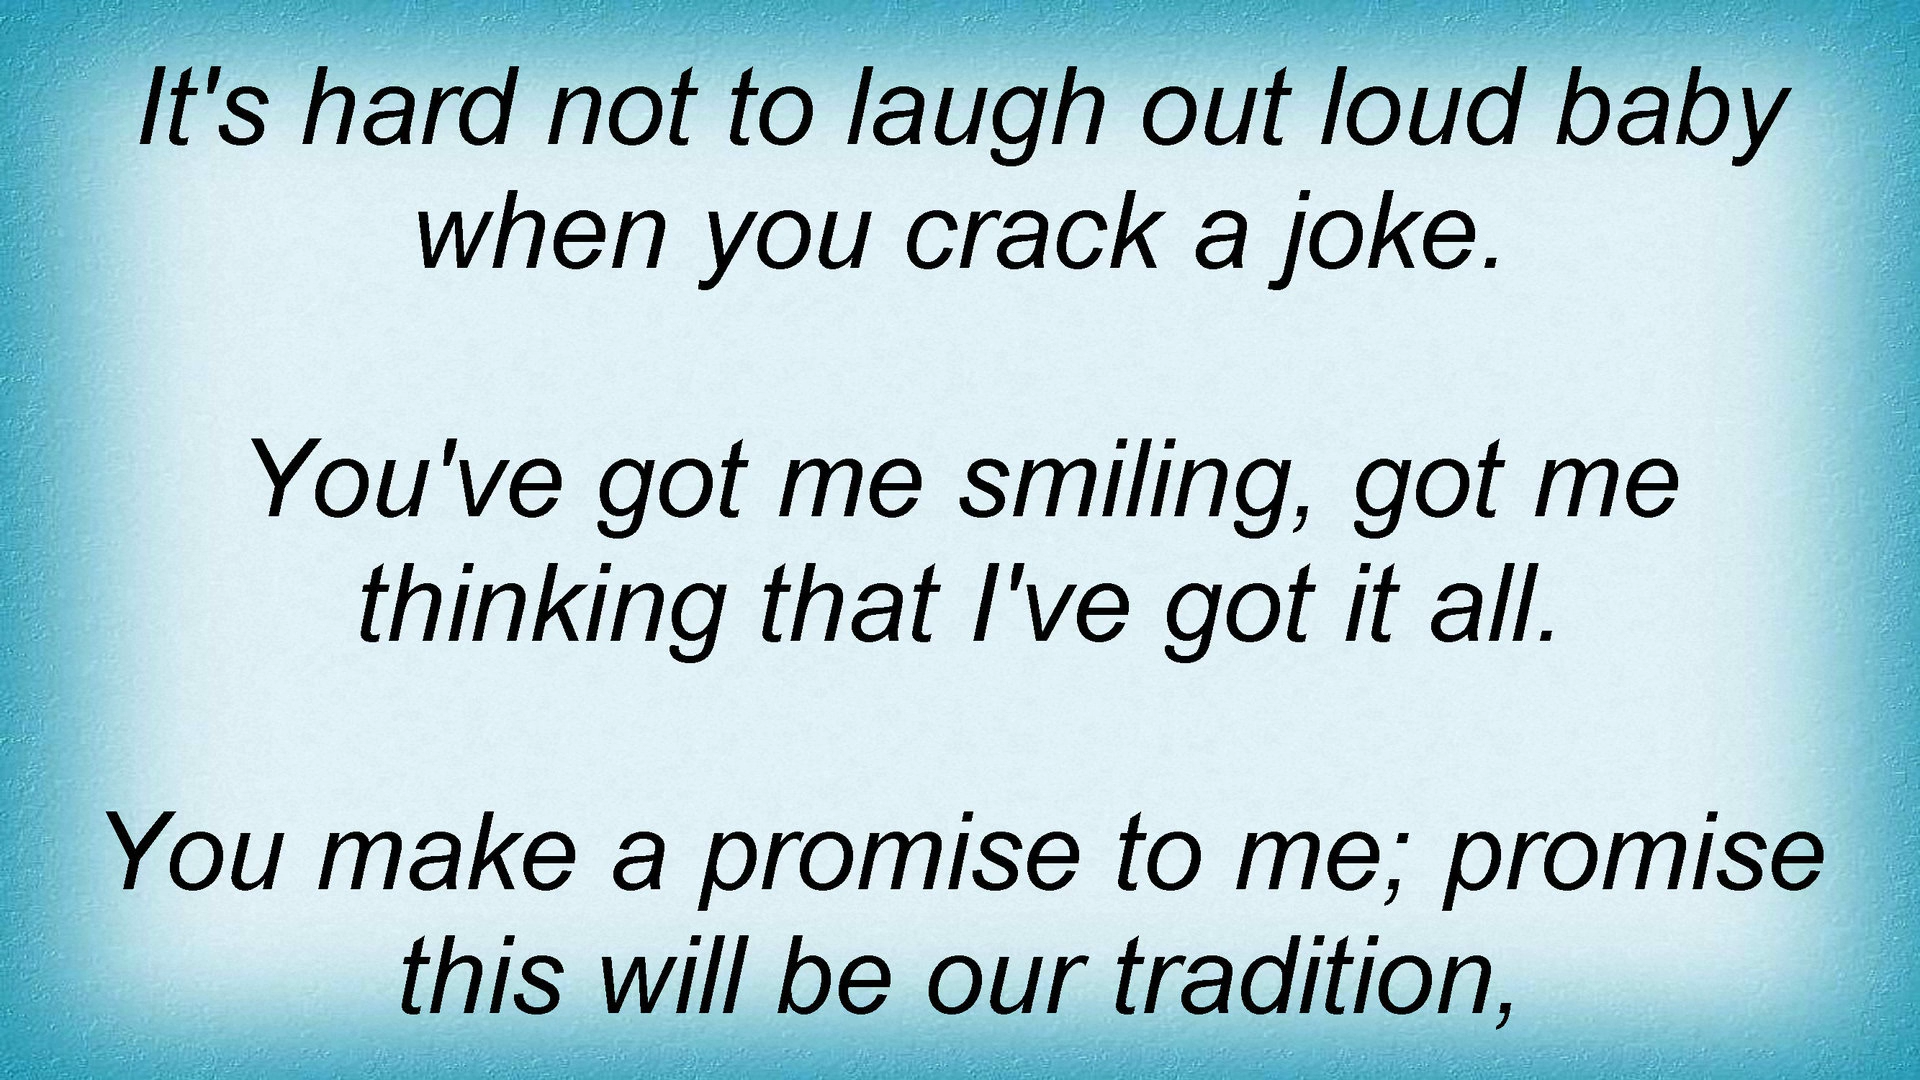 It's hard not to laugh out loud baby
when you crack a joke.
You've got me smiling, got me
thinking that I've got it all.
You make a promise to me; promise
this will be our tradition,